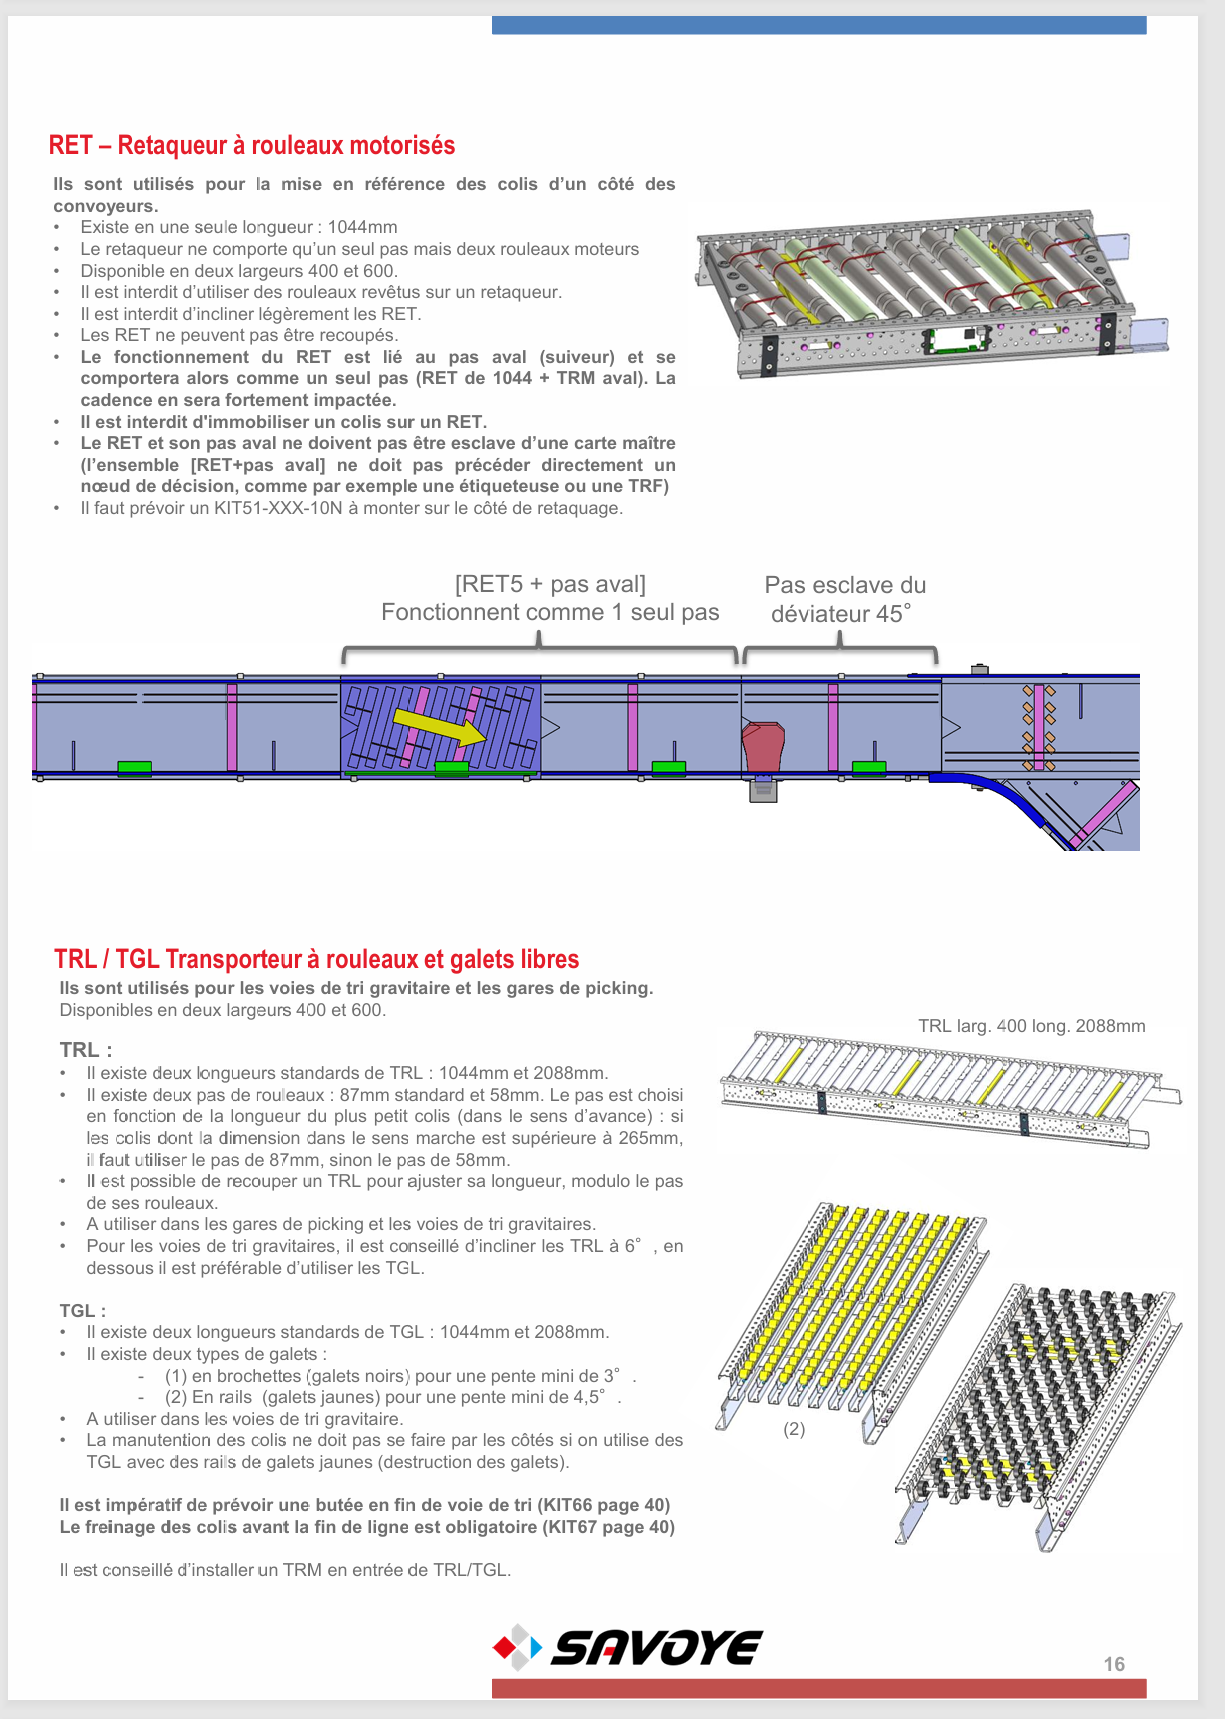 RET – Retaqueur à rouleaux motorisés
Ils sont utilisés pour la mise en référence des colis d’un côté des
convoyeurs.
• Existe en une seule longueur : 1044mm
• Le retaqueur ne comporte qu’un seul pas mais deux rouleaux moteurs
• Disponible en deux largeurs 400 et 600.
• Il est interdit d’utiliser des rouleaux revêtus sur un retaqueur.
• Il est interdit d’incliner légèrement les RET.
• Les RET ne peuvent pas être recoupés.
• Le fonctionnement du RET est lié au pas aval (suiveur) et se
comportera alors comme un seul pas (RET de 1044 + TRM aval). La
cadence en sera fortement impactée.
• Il est interdit d'immobiliser un colis sur un RET.
• Le RET et son pas aval ne doivent pas être esclave d’une carte maître
(l’ensemble [RET+pas aval] ne doit pas précéder directement un
nœud de décision, comme par exemple une étiqueteuse ou une TRF)
• Il faut prévoir un KIT51-XXX-10N à monter sur le côté de retaquage.
[RET5 + pas aval]
Fonctionnent comme 1 seul pas
Pas esclave du
déviateur 45°
TRL / TGL Transporteur à rouleaux et galets libres
Ils sont utilisés pour les voies de tri gravitaire et les gares de picking.
Disponibles en deux largeurs 400 et 600.
TRL larg. 400 long. 2088mm
TRL :
• Il existe deux longueurs standards de TRL : 1044mm et 2088mm.
• Il existe deux pas de rouleaux : 87mm standard et 58mm. Le pas est choisi
en fonction de la longueur du plus petit colis (dans le sens d’avance) : si
les colis dont la dimension dans le sens marche est supérieure à 265mm,
il faut utiliser le pas de 87mm, sinon le pas de 58mm.
• Il est possible de recouper un TRL pour ajuster sa longueur, modulo le pas
de ses rouleaux.
• A utiliser dans les gares de picking et les voies de tri gravitaires.
• Pour les voies de tri gravitaires, il est conseillé d’incliner les TRL à 6° , en
dessous il est préférable d’utiliser les TGL.
TGL :
• Il existe deux longueurs standards de TGL : 1044mm et 2088mm.
• Il existe deux types de galets :
- (1) en brochettes (galets noirs) pour une pente mini de 3° .
- (2) En rails (galets jaunes) pour une pente mini de 4,5° .
• A utiliser dans les voies de tri gravitaire.
• La manutention des colis ne doit pas se faire par les côtés si on utilise des
TGL avec des rails de galets jaunes (destruction des galets).
(2)
Il est impératif de prévoir une butée en fin de voie de tri (KIT66 page 40)
Le freinage des colis avant la fin de ligne est obligatoire (KIT67 page 40)
Il est conseillé d’installer un TRM en entrée de TRL/TGL.
SAVOYE
16